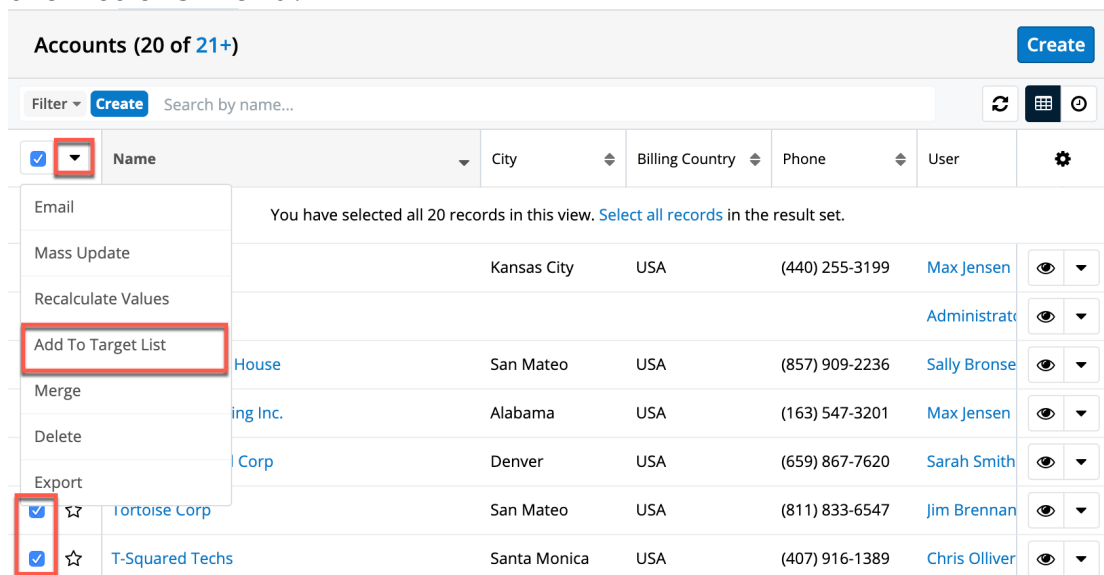 Accounts (20 of 21+)
Create
Filter
Create
Search by name...
Name
City
Billing Country
Phone
User
You have selected all 20 records in this view. Select all records in the result set.
Email
Mass Update
Recalculate Values
Add To Target List
Merge
Delete
Export
Kansas City USA (440) 255-3199 Max Jensen
Administrato
House San Mateo USA (857) 909-2236 Sally Bronse
ing Inc. Alabama USA (163) 547-3201 Max Jensen
Corp Denver USA (659) 867-7620 Sarah Smith
Tortoise Corp San Mateo USA (811) 833-6547 Jim Brennan
T-Squared Techs Santa Monica USA (407) 916-1389 Chris Olliver